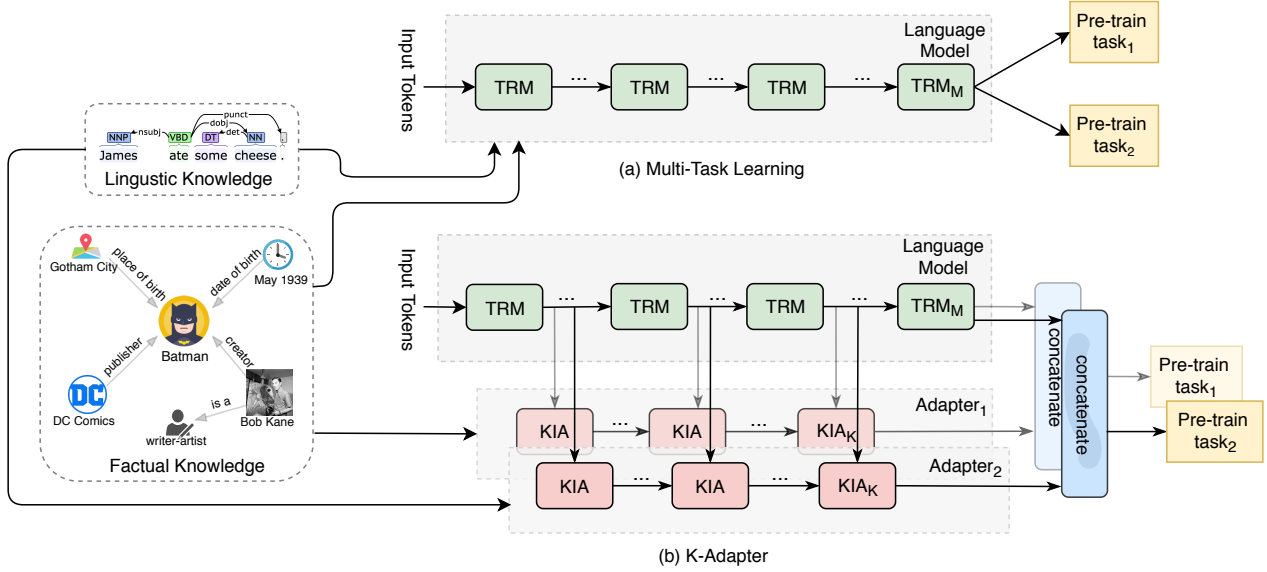 Input Tokens
Language
Model
TRM
...
TRM
...
TRM
...
TRM_M
Pre-train
task_1
Pre-train
task_2
(a) Multi-Task Learning
punct
dobj
nsubj
det
NNP
VBD
DT
NN
.
James ate some cheese .
Lingustic Knowledge
Gotham City
place of birth
date of birth
May 1939
Batman
publisher
creator
DC
DC Comics
is a
Bob Kane
writer-artist
Factual Knowledge
Input Tokens
Language
Model
TRM
...
TRM
...
TRM
...
TRM_M
concatenate
concatenate
Adapter_1
KIA
...
KIA
...
KIA_K
Adapter_2
KIA
...
KIA
...
KIA_K
Pre-train
task_1
Pre-train
task_2
(b) K-Adapter